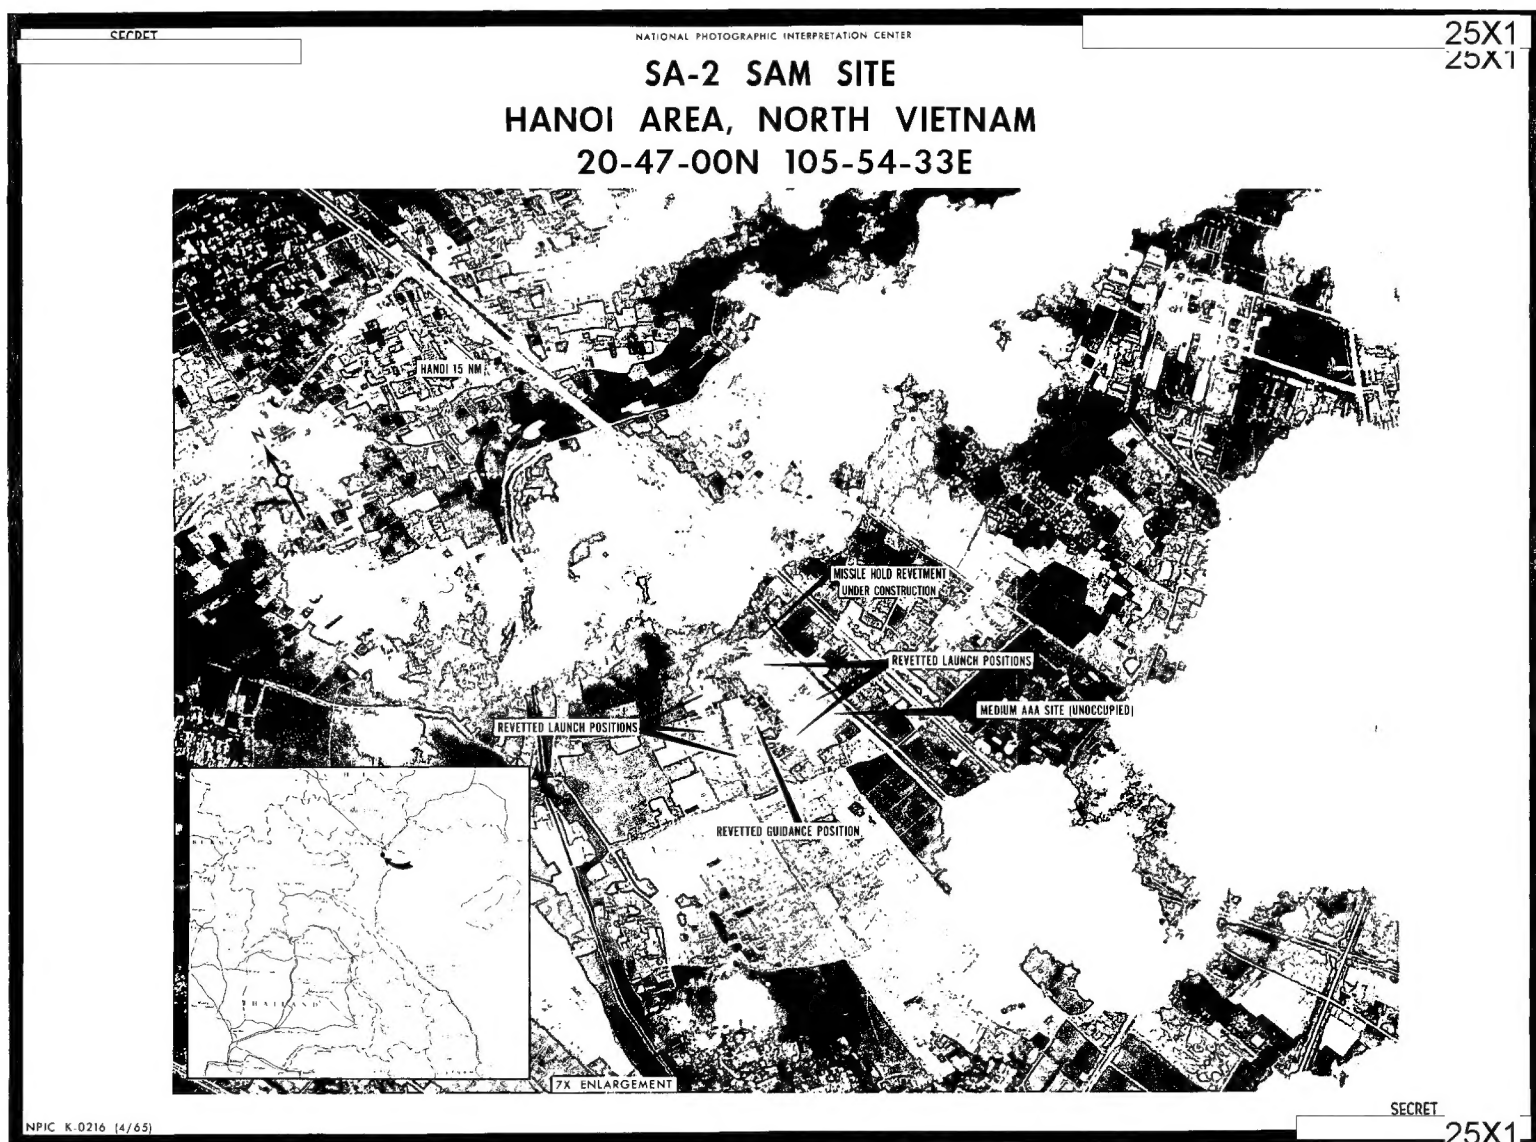 SECRET
NATIONAL PHOTOGRAPHIC INTERPRETATION CENTER
25X1
25X1
SA-2 SAM SITE
HANOI AREA, NORTH VIETNAM
20-47-00N 105-54-33E
HANOI 15 NM
N
MISSILE HOLD REVETMENT
UNDER CONSTRUCTION
REVETTED LAUNCH POSITIONS
MEDIUM AAA SITE (UNOCCUPIED)
REVETTED LAUNCH POSITIONS
REVETTED GUIDANCE POSITION
THAILAND
7X ENLARGEMENT
SECRET
NPIC K-0216 (4/65)
25X1